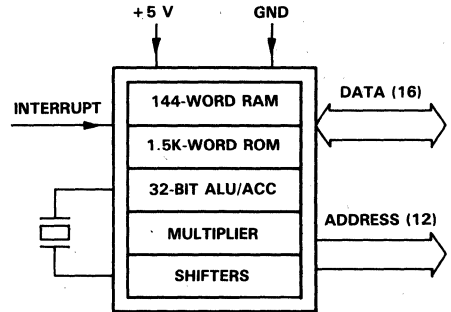 +5 V
GND
144-WORD RAM
DATA (16)
INTERRUPT
1.5K-WORD ROM
32-BIT ALU/ACC
ADDRESS (12)
MULTIPLIER
SHIFTERS